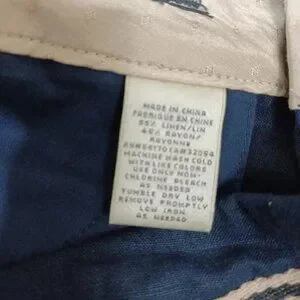 MADE IN CHINA
FABRIQUE EN CHINE
55% LINEN/LIN
45% RAYON/
RAYONNE
MACHINE WASH COLD
WITH LIKE COLORS
USE ONLY NON-
CHLORINE BLEACH
AS NEEDED
TUMBLE DRY LOW
REMOVE PROMPTLY
LOW IRON
AS NEEDED